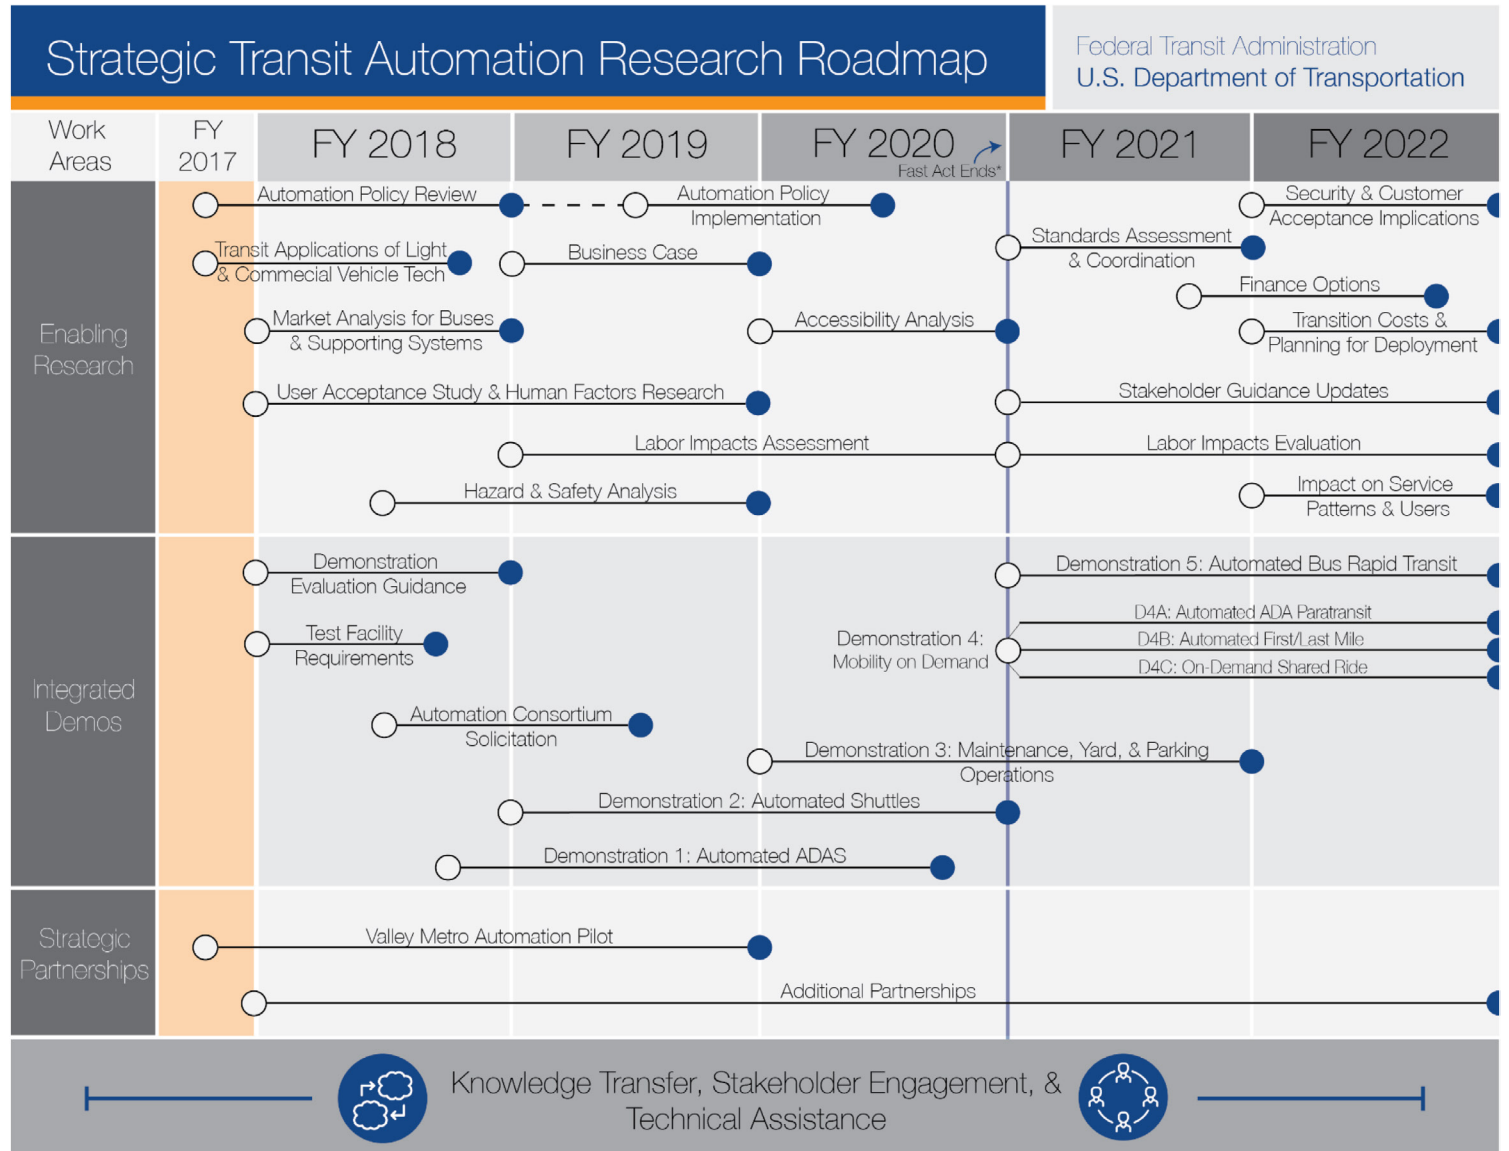 Strategic Transit Automation Research Roadmap
Federal Transit Administration
U.S. Department of Transportation
Work
Areas
FY
2017
FY 2018
FY 2019
FY 2020
Fast Act Ends*
FY 2021
FY 2022
Enabling
Research
Automation Policy Review
Automation Policy
Implementation
Security & Customer
Acceptance Implications
Transit Applications of Light
& Commecial Vehicle Tech
Business Case
Standards Assessment
& Coordination
Finance Options
Market Analysis for Buses
& Supporting Systems
Accessibility Analysis
Transition Costs &
Planning for Deployment
User Acceptance Study & Human Factors Research
Stakeholder Guidance Updates
Labor Impacts Assessment
Labor Impacts Evaluation
Hazard & Safety Analysis
Impact on Service
Patterns & Users
Integrated
Demos
Demonstration
Evaluation Guidance
Demonstration 5: Automated Bus Rapid Transit
Test Facility
Requirements
Demonstration 4:
Mobility on Demand
D4A: Automated ADA Paratransit
D4B: Automated First/Last Mile
D4C: On-Demand Shared Ride
Automation Consortium
Solicitation
Demonstration 3: Maintenance, Yard, & Parking
Operations
Demonstration 2: Automated Shuttles
Demonstration 1: Automated ADAS
Strategic
Partnerships
Valley Metro Automation Pilot
Additional Partnerships
Knowledge Transfer, Stakeholder Engagement, &
Technical Assistance